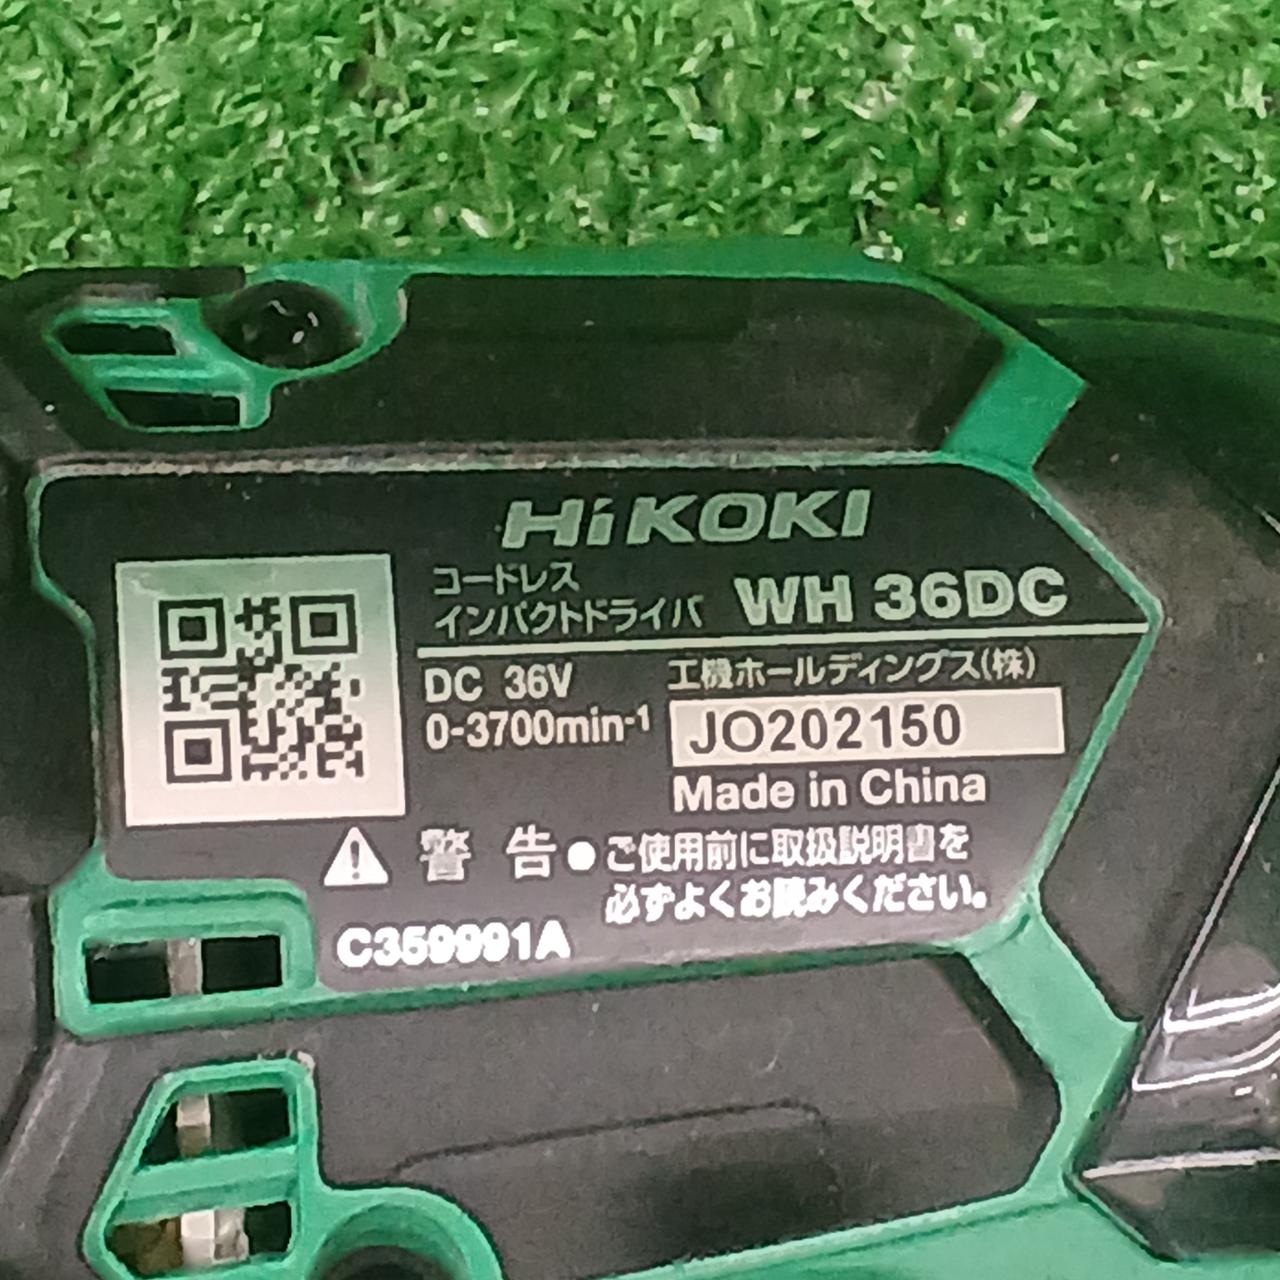 HiKOKI
コードレス
インパクトドライバ WH 36DC
DC 36V
0-3700min-1
工機ホールディングス(株)
JO202150
Made in China
警告●ご使用前に取扱説明書を
必ずよくお読みください。
C359991A